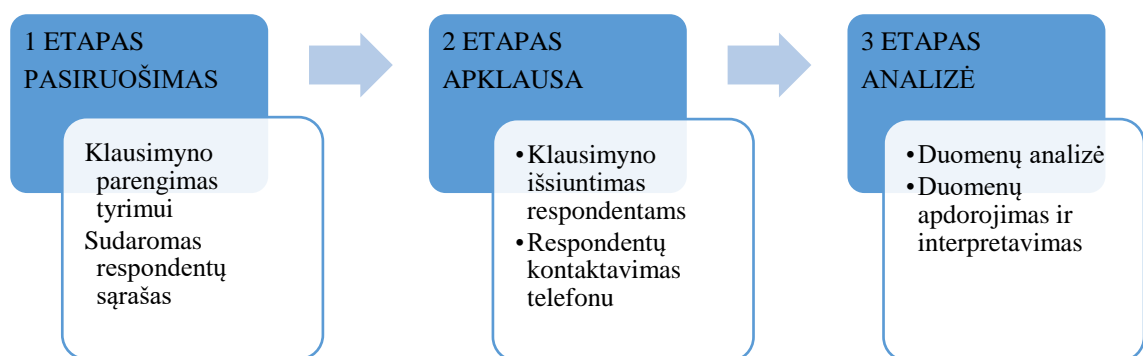 1 ETAPAS
PASIRUOŠIMAS
Klausimyno
parengimas
tyrimui
Sudaromas
respondentų
sąrašas
2 ETAPAS
APKLAUSA
•Klausimyno
išsiuntimas
respondentams
•Respondentų
kontaktavimas
telefonu
3 ETAPAS
ANALIZĖ
•Duomenų analizė
•Duomenų
apdorojimas ir
interpretavimas